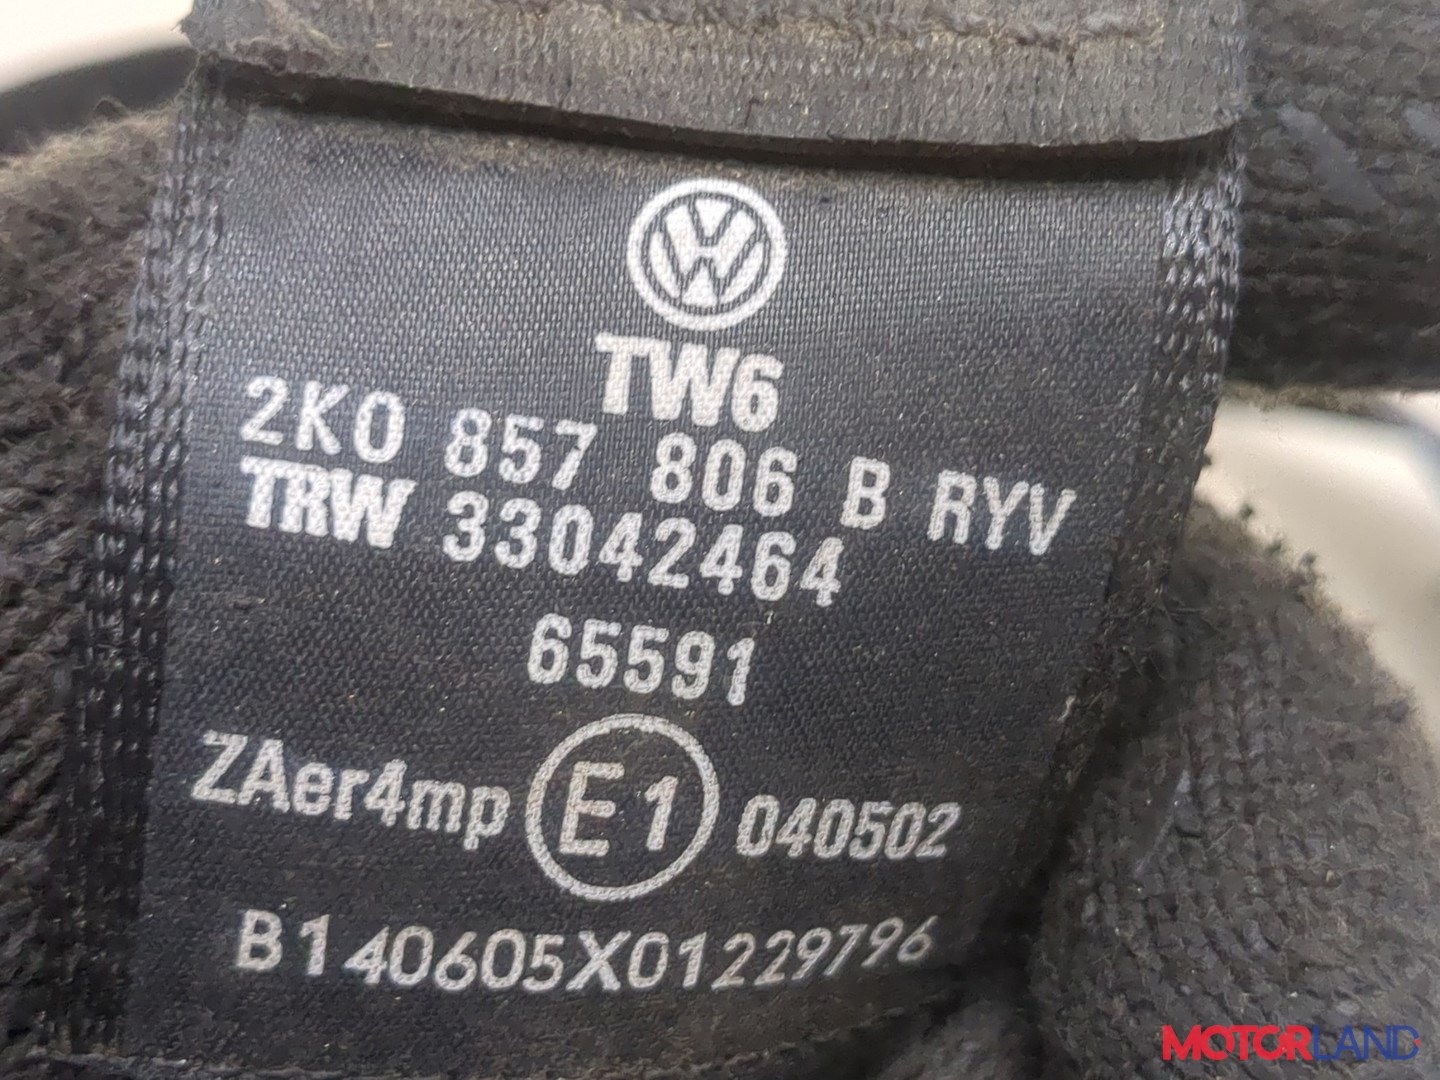 TW6
2K0 857 806 B RYV
TRW 33042464
65591
ZAer4mp E1 040502
B140605X01229796
MOTORLAND